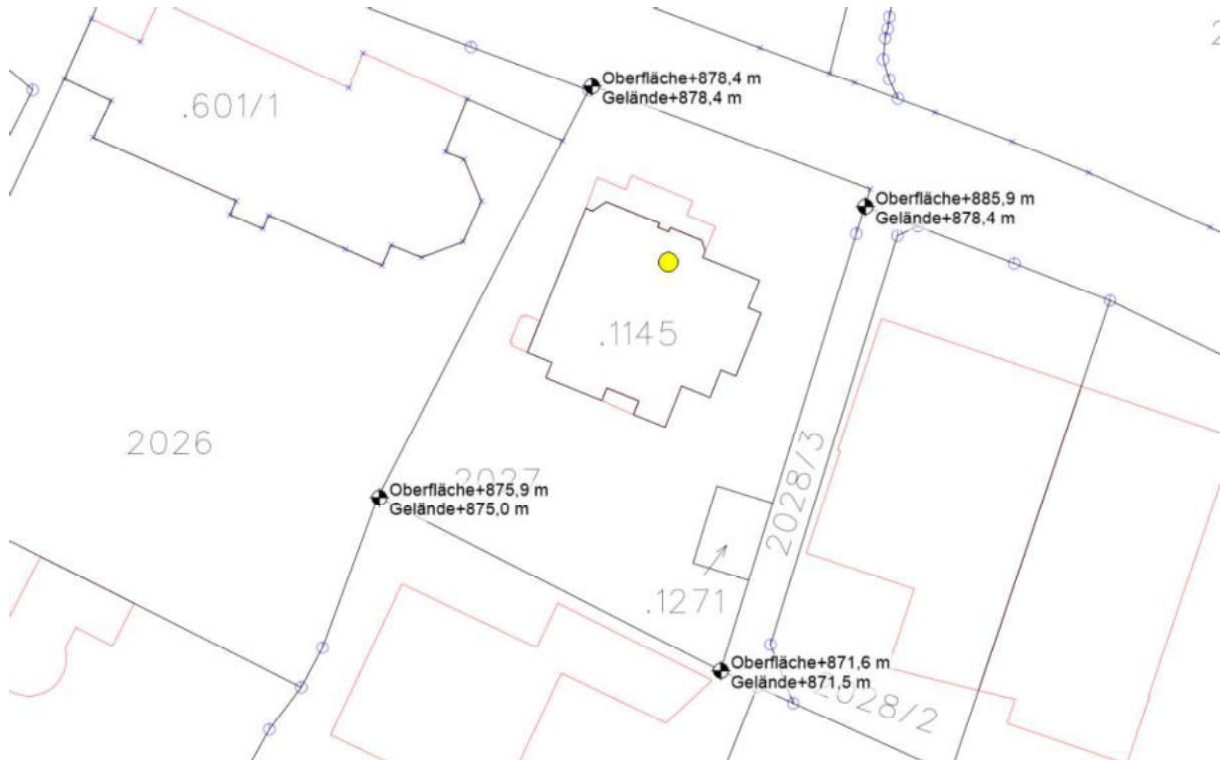 Oberfläche+878,4 m
Gelände+878,4 m
.601/1
Oberfläche+885,9 m
Gelände+878,4 m
.1145
2026
2027
Oberfläche+875,9 m
Gelände+875,0 m
2028/3
.1271
Oberfläche+871,6 m
Gelände+871,5 m
2028/2